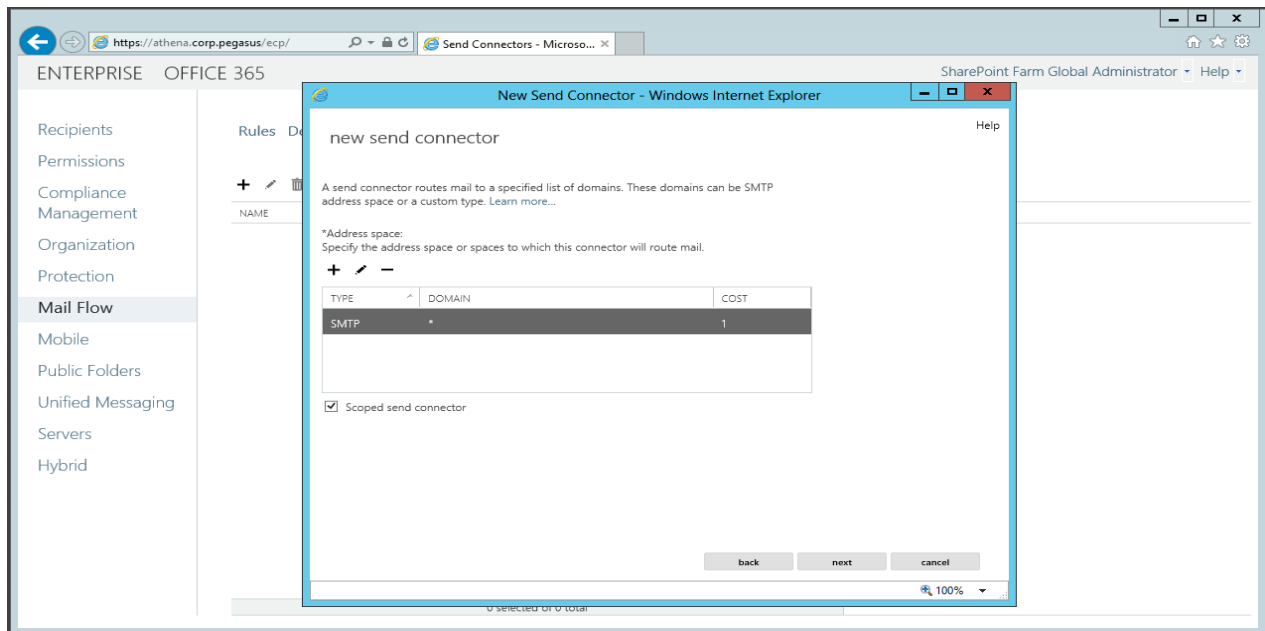 https://athena.corp.pegasus/ecp/
Send Connectors - Microso...
ENTERPRISE OFFICE 365
SharePoint Farm Global Administrator Help
Recipients
Permissions
Compliance
Management
Organization
Protection
Mail Flow
Mobile
Public Folders
Unified Messaging
Servers
Hybrid
Rules De
NAME
New Send Connector - Windows Internet Explorer
Help
new send connector
A send connector routes mail to a specified list of domains. These domains can be SMTP
address space or a custom type. Learn more...
*Address space:
Specify the address space or spaces to which this connector will route mail.
TYPE DOMAIN COST
SMTP * 1
Scoped send connector
back next cancel
100%
0 selected of 0 total